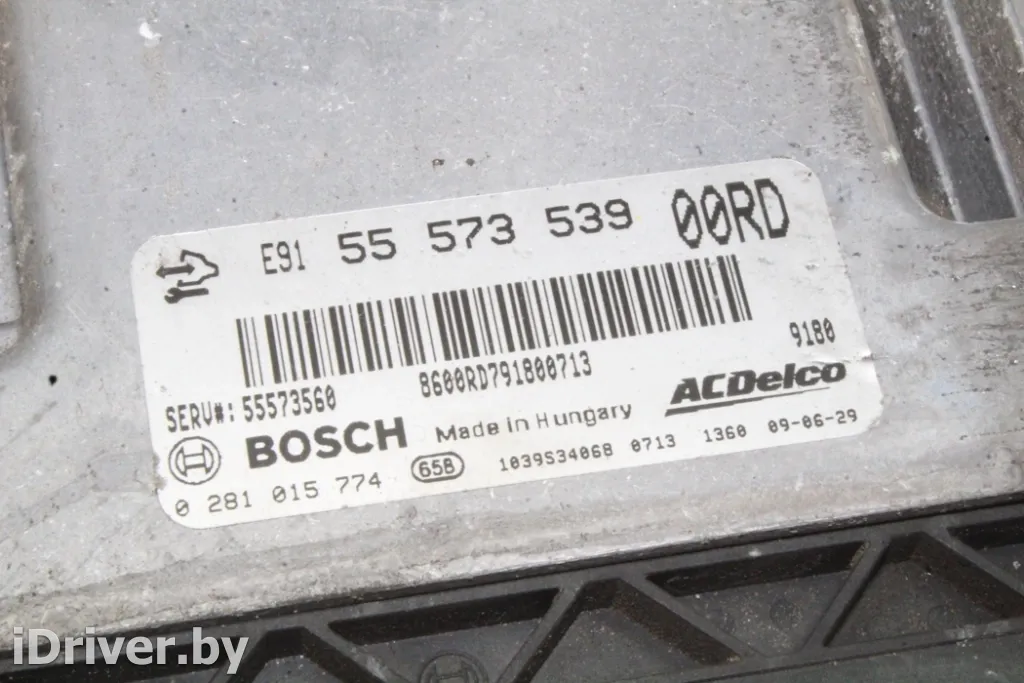 E91 55 573 539 00RD
8600RD791800713 9180
SERV#: 55573560
BOSCH Made in Hungary ACDelco
0 281 015 774 658 1039S34068 0713 1360 09-06-29
iDriver.by